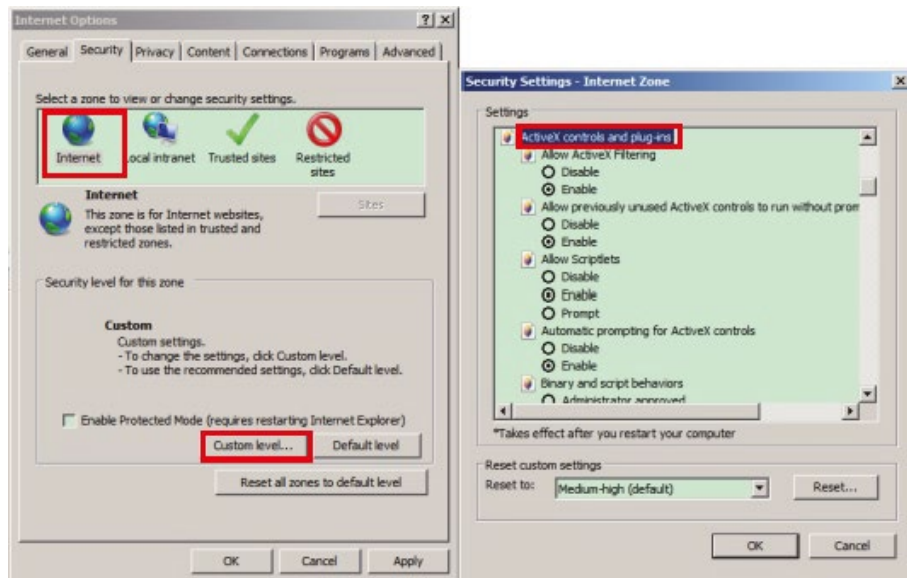 Internet Options
General Security Privacy Content Connections Programs Advanced
Select a zone to view or change security settings.
Internet Local intranet Trusted sites Restricted
sites
Internet
This zone is for Internet websites,
except those listed in trusted and
restricted zones.
Sites
Security level for this zone
Custom
Custom settings.
- To change the settings, click Custom level.
- To use the recommended settings, click Default level.
Enable Protected Mode (requires restarting Internet Explorer)
Custom level... Default level
Reset all zones to default level
OK Cancel Apply
Security Settings - Internet Zone
Settings
ActiveX controls and plug-ins
Allow ActiveX Filtering
Disable
Enable
Allow previously unused ActiveX controls to run without prom
Disable
Enable
Allow Scriptlets
Disable
Enable
Prompt
Automatic prompting for ActiveX controls
Disable
Enable
Binary and script behaviors
Administrator approved
*Takes effect after you restart your computer
Reset custom settings
Reset to: Medium-high (default) Reset...
OK Cancel